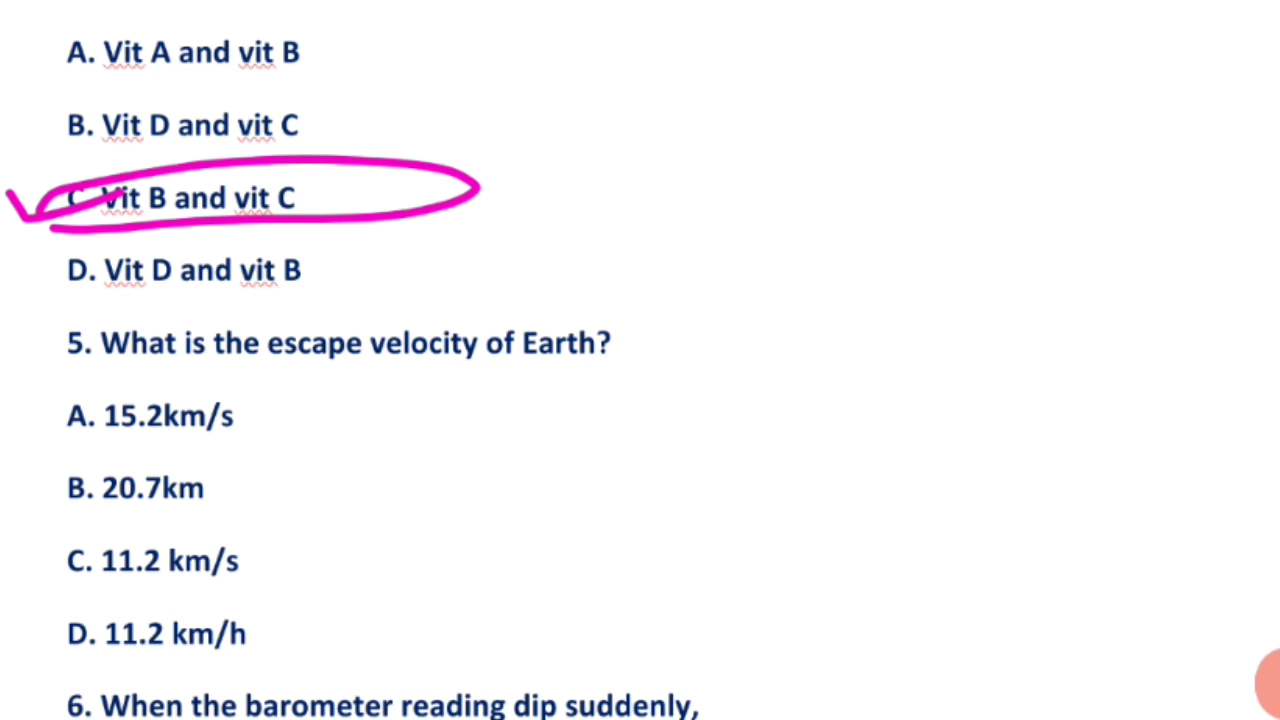 A. Vit A and vit B
B. Vit D and vit C
C. Vit B and vit C
D. Vit D and vit B
5. What is the escape velocity of Earth?
A. 15.2km/s
B. 20.7km
C. 11.2 km/s
D. 11.2 km/h
6. When the barometer reading dip suddenly,